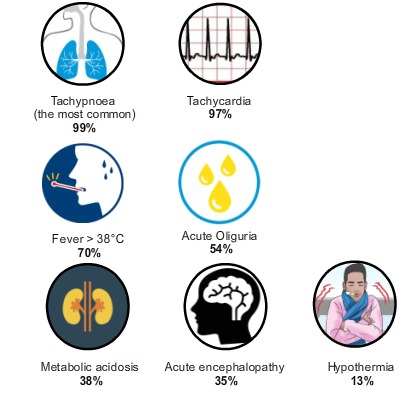 Tachypnoea
(the most common)
99%
Tachycardia
97%
Fever > 38°C
70%
Acute Oliguria
54%
Metabolic acidosis
38%
Acute encephalopathy
35%
Hypothermia
13%